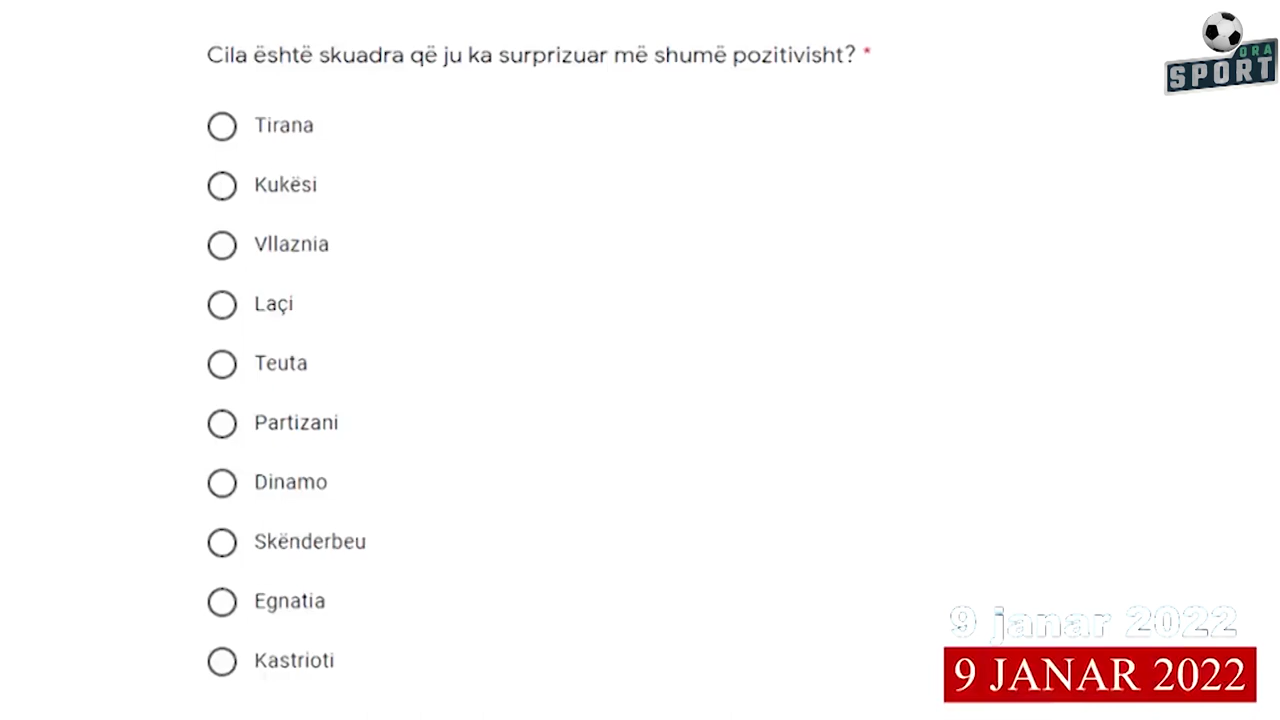 Cila është skuadra që ju ka surprizuar më shumë pozitivisht? *
Tirana
Kukësi
Vllaznia
Laçi
Teuta
Partizani
Dinamo
Skënderbeu
Egnatia
Kastrioti
ORA
SPORT
9 janar 2022
9 JANAR 2022